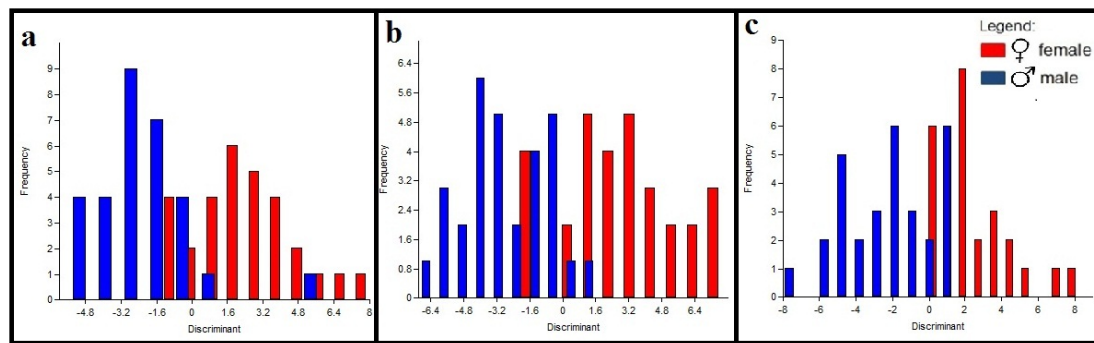 a
Frequency
9
8
7
6
5
4
3
2
1
0
-4.8 -3.2 -1.6 0 1.6 3.2 4.8 6.4 8
Discriminant
b
Frequency
6.4
5.6
4.8
4
3.2
2.4
1.6
0.8
0
-6.4 -4.8 -3.2 -1.6 0 1.6 3.2 4.8 6.4
Discriminant
c
Legend:
♀ female
♂ male
Frequency
9
8
7
6
5
4
3
2
1
0
-8 -6 -4 -2 0 2 4 6 8
Discriminant